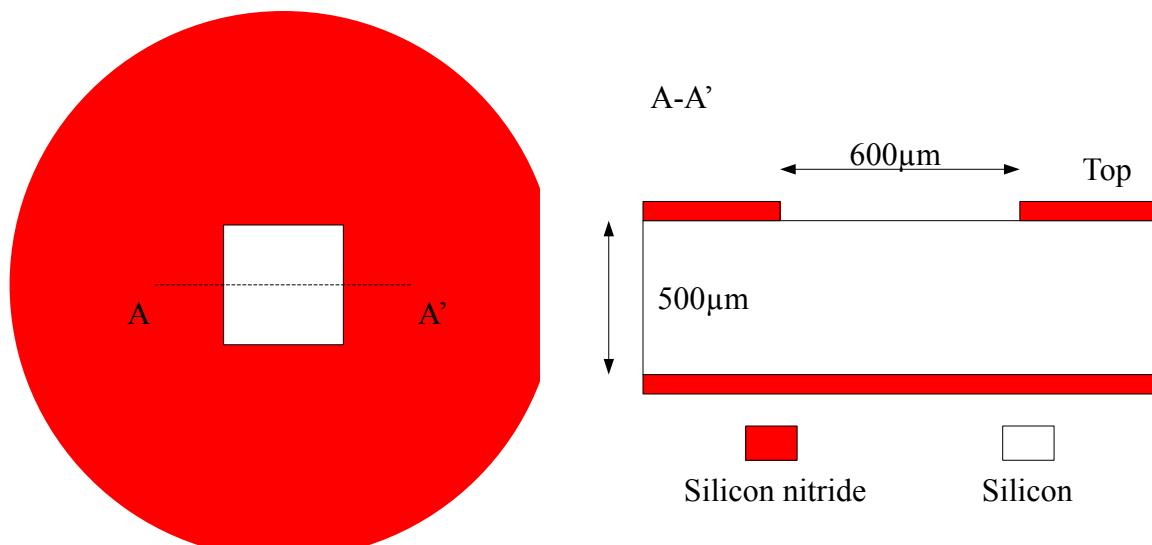 A
A’
A-A’
600µm
Top
500µm
Silicon nitride
Silicon